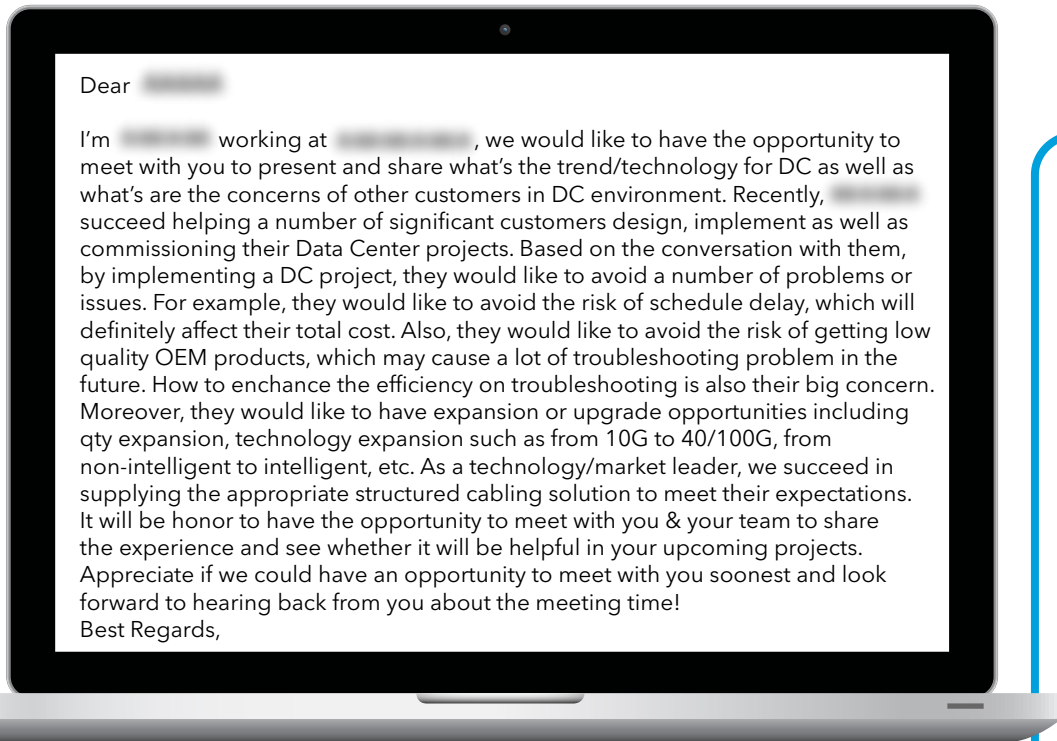 Dear
I'm working at , we would like to have the opportunity to
meet with you to present and share what's the trend/technology for DC as well as
what's are the concerns of other customers in DC environment. Recently,
succeed helping a number of significant customers design, implement as well as
commissioning their Data Center projects. Based on the conversation with them,
by implementing a DC project, they would like to avoid a number of problems or
issues. For example, they would like to avoid the risk of schedule delay, which will
definitely affect their total cost. Also, they would like to avoid the risk of getting low
quality OEM products, which may cause a lot of troubleshooting problem in the
future. How to enchance the efficiency on troubleshooting is also their big concern.
Moreover, they would like to have expansion or upgrade opportunities including
qty expansion, technology expansion such as from 10G to 40/100G, from
non-intelligent to intelligent, etc. As a technology/market leader, we succeed in
supplying the appropriate structured cabling solution to meet their expectations.
It will be honor to have the opportunity to meet with you & your team to share
the experience and see whether it will be helpful in your upcoming projects.
Appreciate if we could have an opportunity to meet with you soonest and look
forward to hearing back from you about the meeting time!
Best Regards,